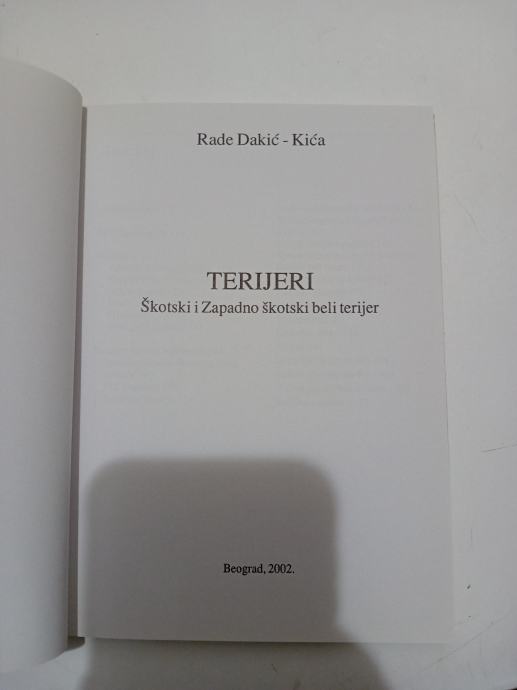 Rade Dakić - Kića
TERIJERI
Škotski i Zapadno škotski beli terijer
Beograd, 2002.